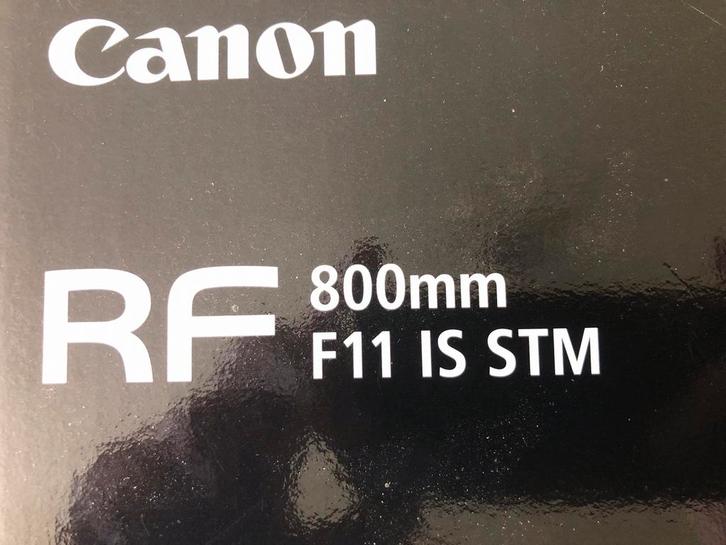 Canon
RF
800mm
F11 IS STM